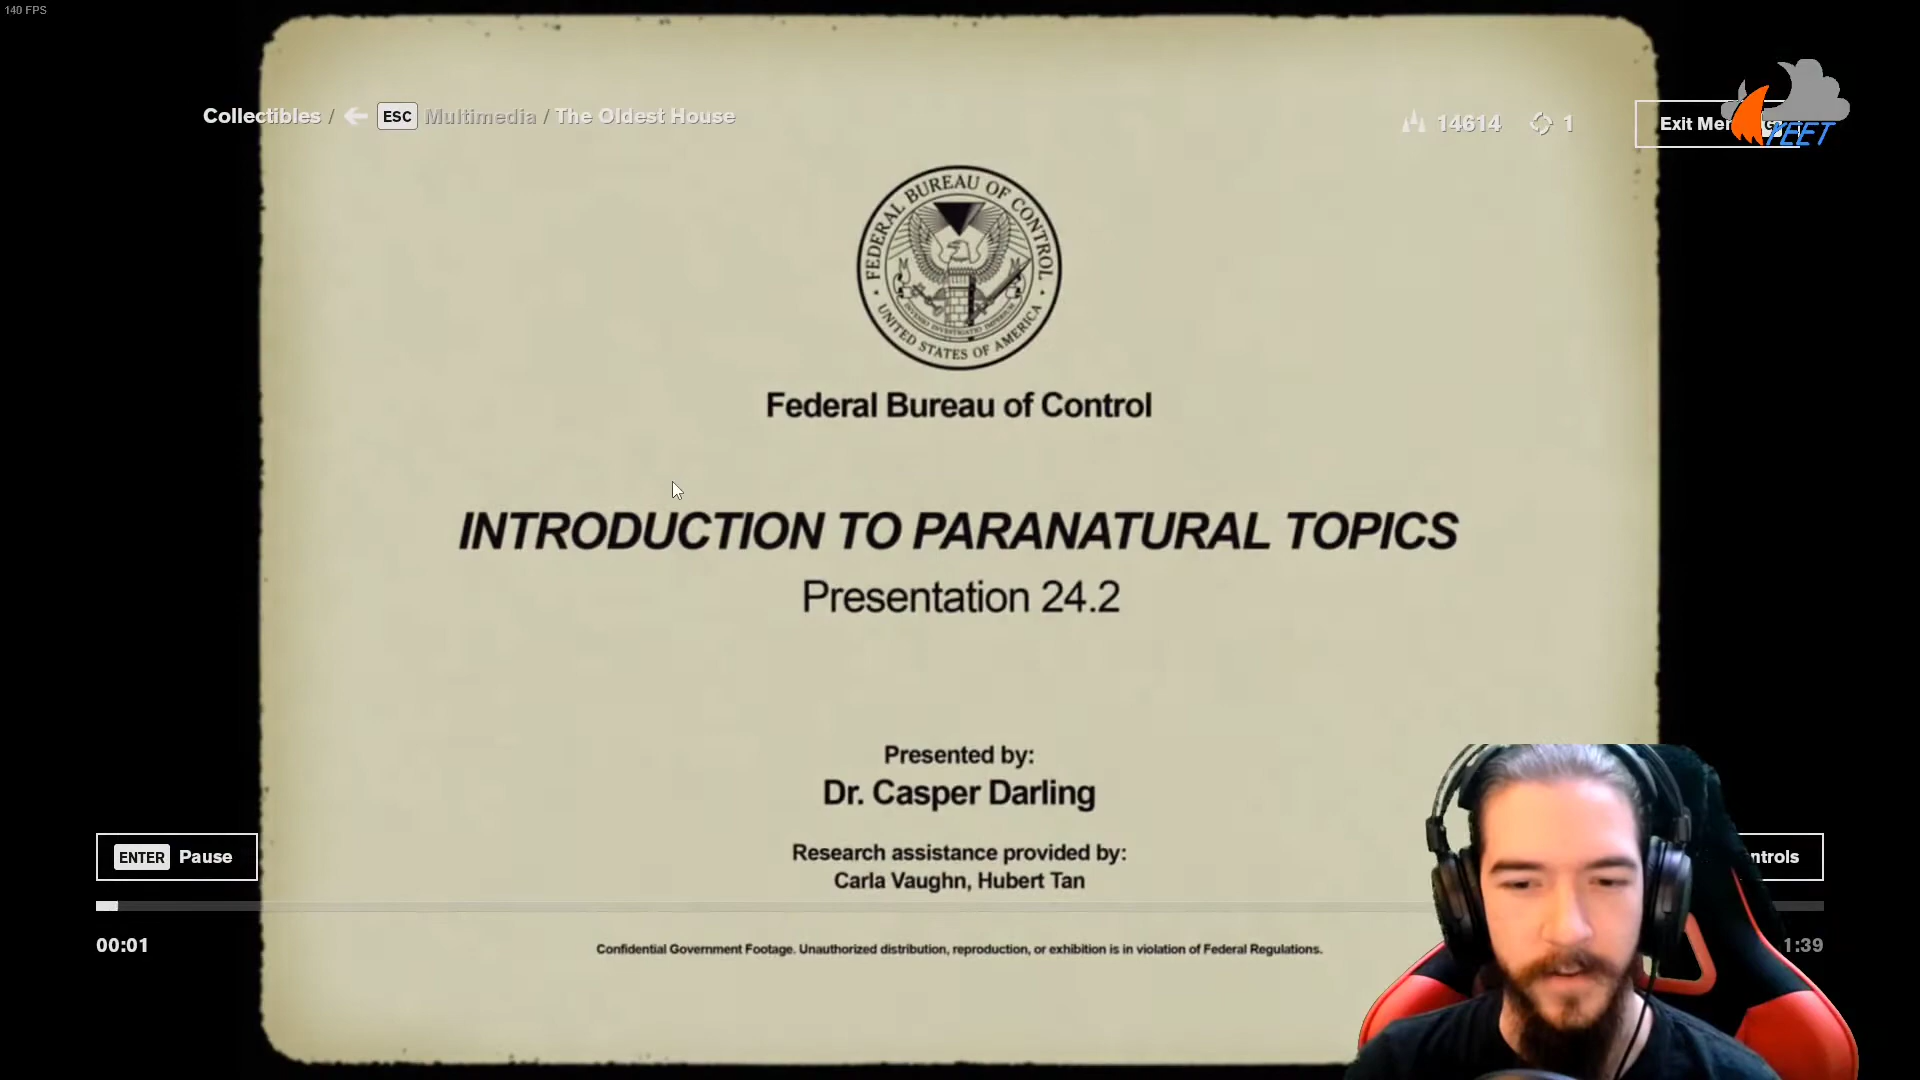 140 FPS
Collectibles / ESC Multimedia / The Oldest House
14614 1
Exit
YEET
FEDERAL BUREAU OF CONTROL
UNITED STATES OF AMERICA
Federal Bureau of Control
INTRODUCTION TO PARANATURAL TOPICS
Presentation 24.2
Presented by:
Dr. Casper Darling
Research assistance provided by:
Carla Vaughn, Hubert Tan
ENTER Pause
ntrols
00:01
1:39
Confidential Government Footage. Unauthorized distribution, reproduction, or exhibition is in violation of Federal Regulations.